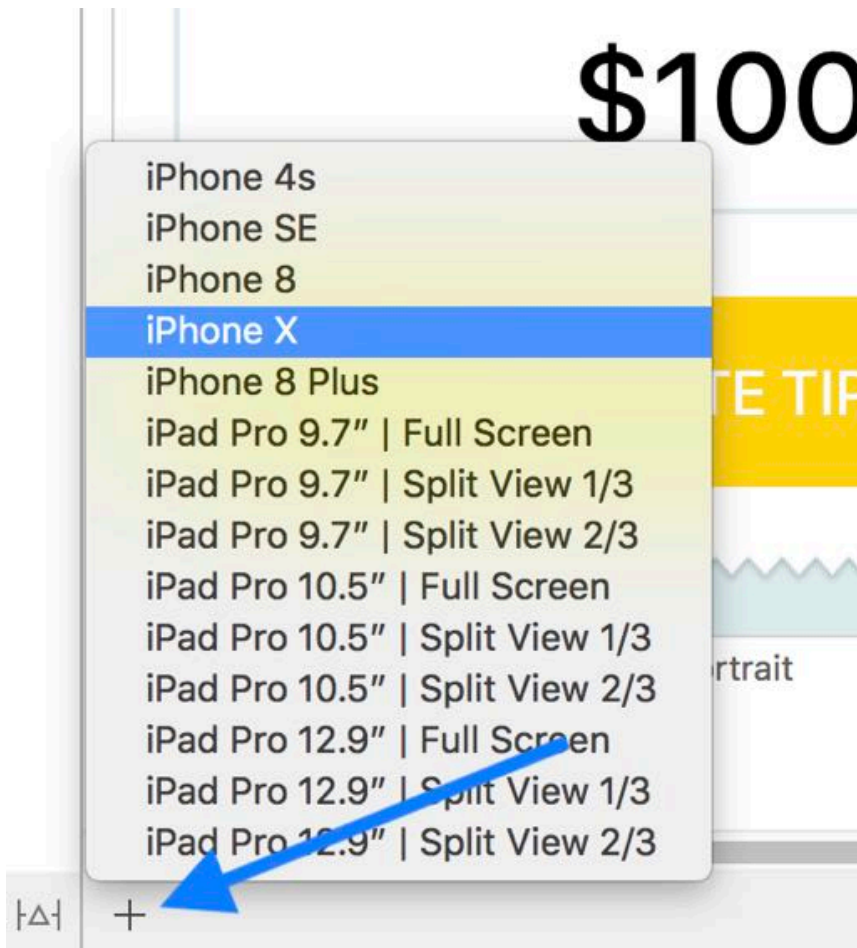 $100
iPhone 4s
iPhone SE
iPhone 8
iPhone X
iPhone 8 Plus
TE TIP
iPad Pro 9.7″ | Full Screen
iPad Pro 9.7″ | Split View 1/3
iPad Pro 9.7″ | Split View 2/3
iPad Pro 10.5″ | Full Screen
iPad Pro 10.5″ | Split View 1/3
rtrait
iPad Pro 10.5″ | Split View 2/3
iPad Pro 12.9″ | Full Screen
iPad Pro 12.9″ | Split View 1/3
iPad Pro 12.9″ | Split View 2/3